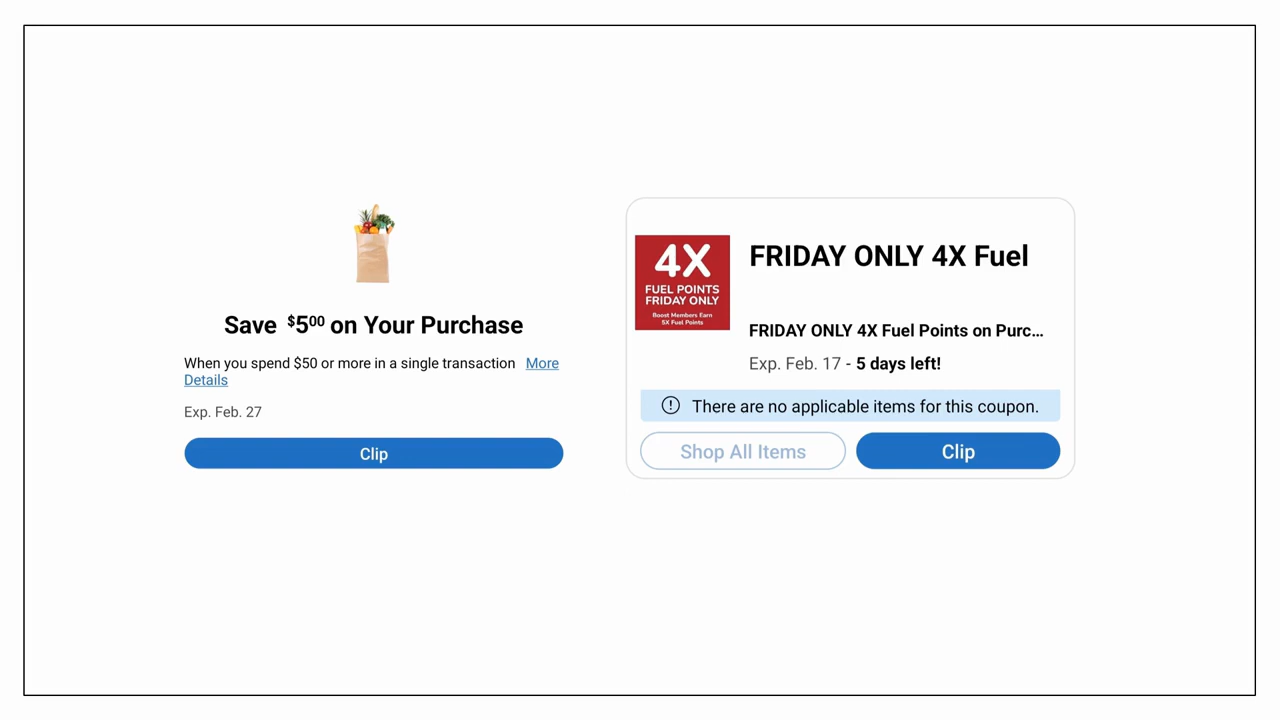 Save $5⁰⁰ on Your Purchase
When you spend $50 or more in a single transaction More
Details
Exp. Feb. 27
Clip
4X
FUEL POINTS
FRIDAY ONLY
Boost Members Earn
5X Fuel Points
FRIDAY ONLY 4X Fuel
FRIDAY ONLY 4X Fuel Points on Purc...
Exp. Feb. 17 - 5 days left!
There are no applicable items for this coupon.
Shop All Items
Clip